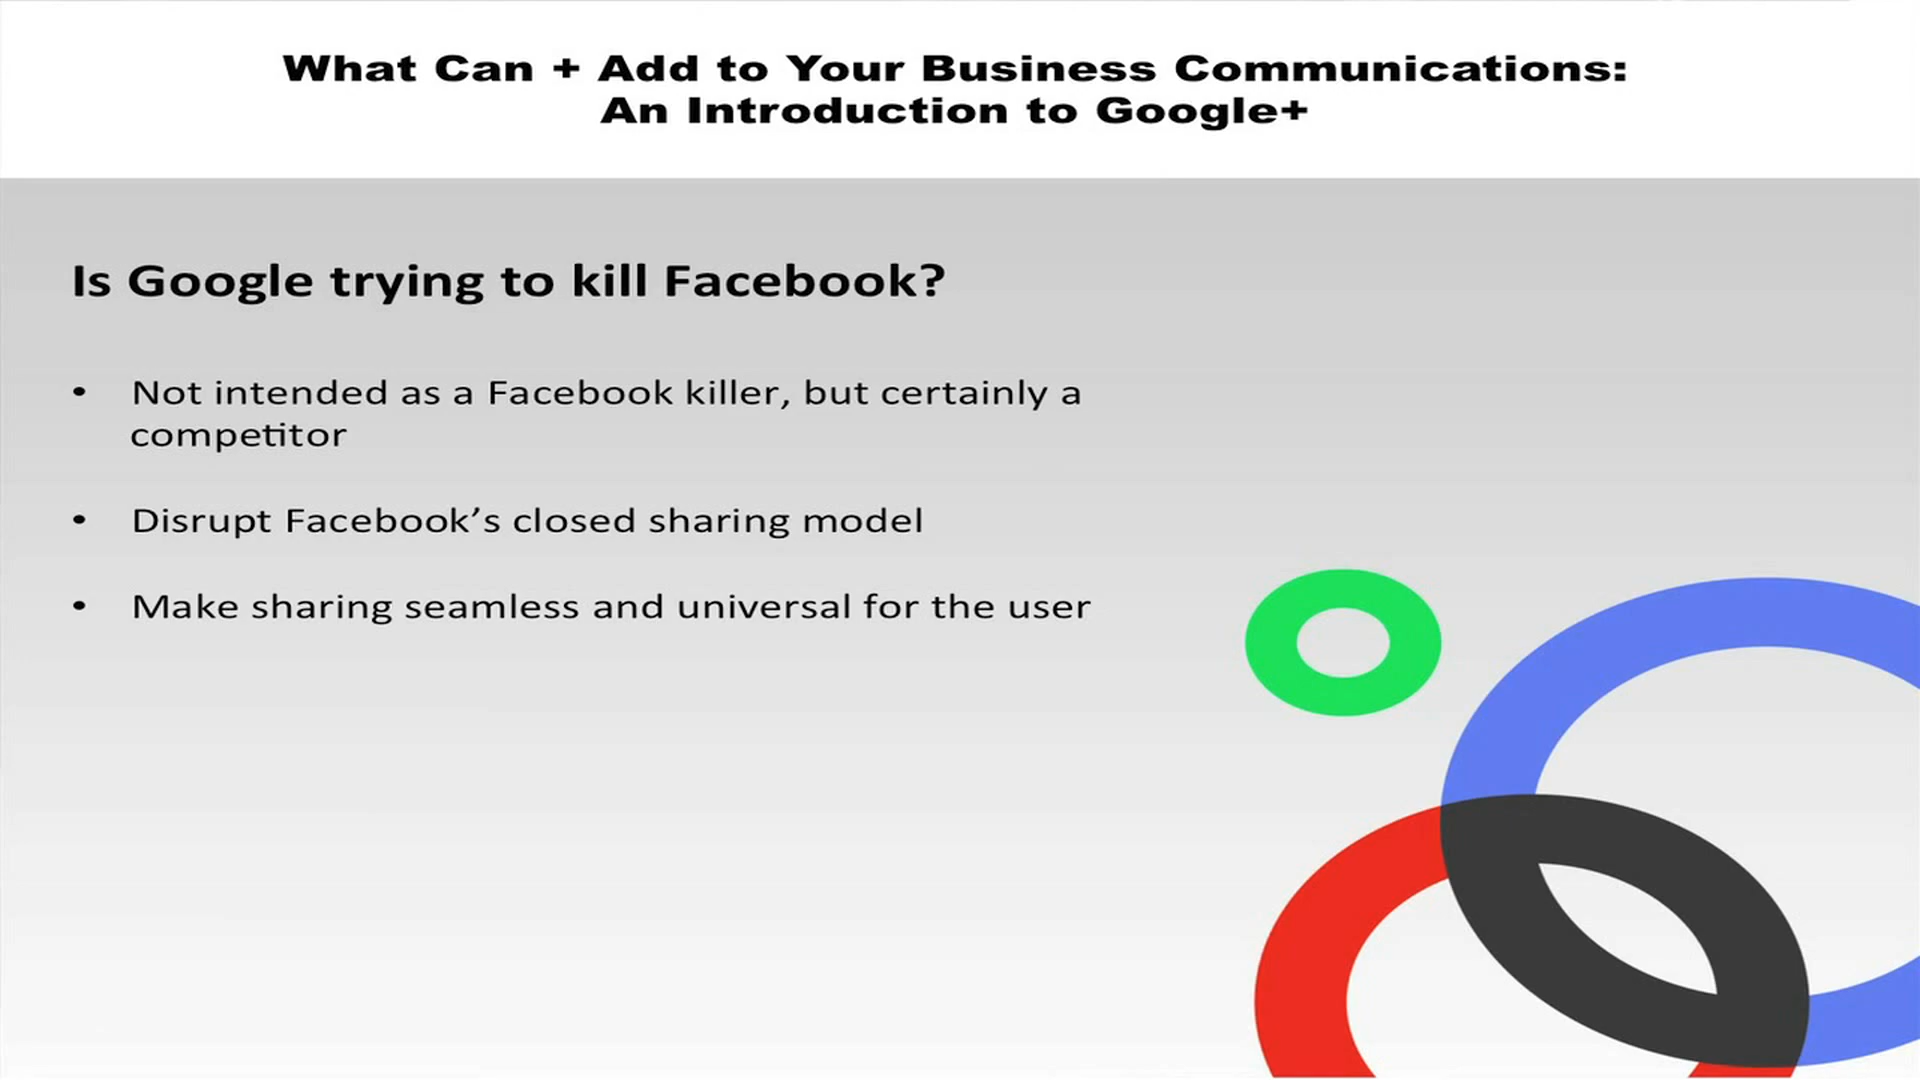 What Can + Add to Your Business Communications:
An Introduction to Google+
Is Google trying to kill Facebook?
• Not intended as a Facebook killer, but certainly a
competitor
• Disrupt Facebook’s closed sharing model
• Make sharing seamless and universal for the user